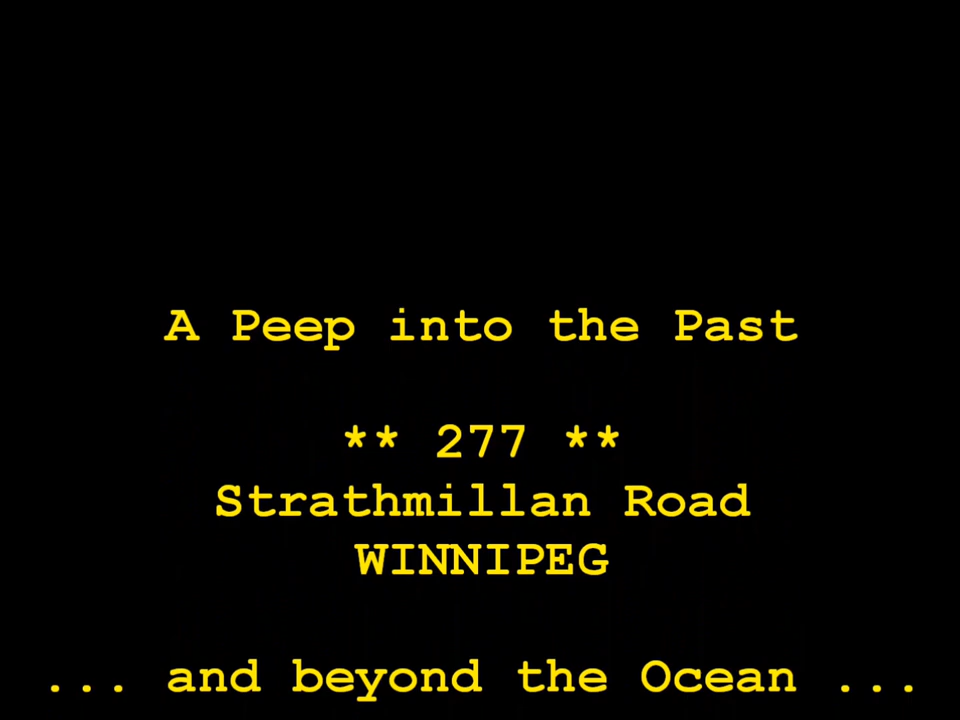 A Peep into the Past
** 277 **
Strathmillan Road
WINNIPEG
... and beyond the Ocean ...